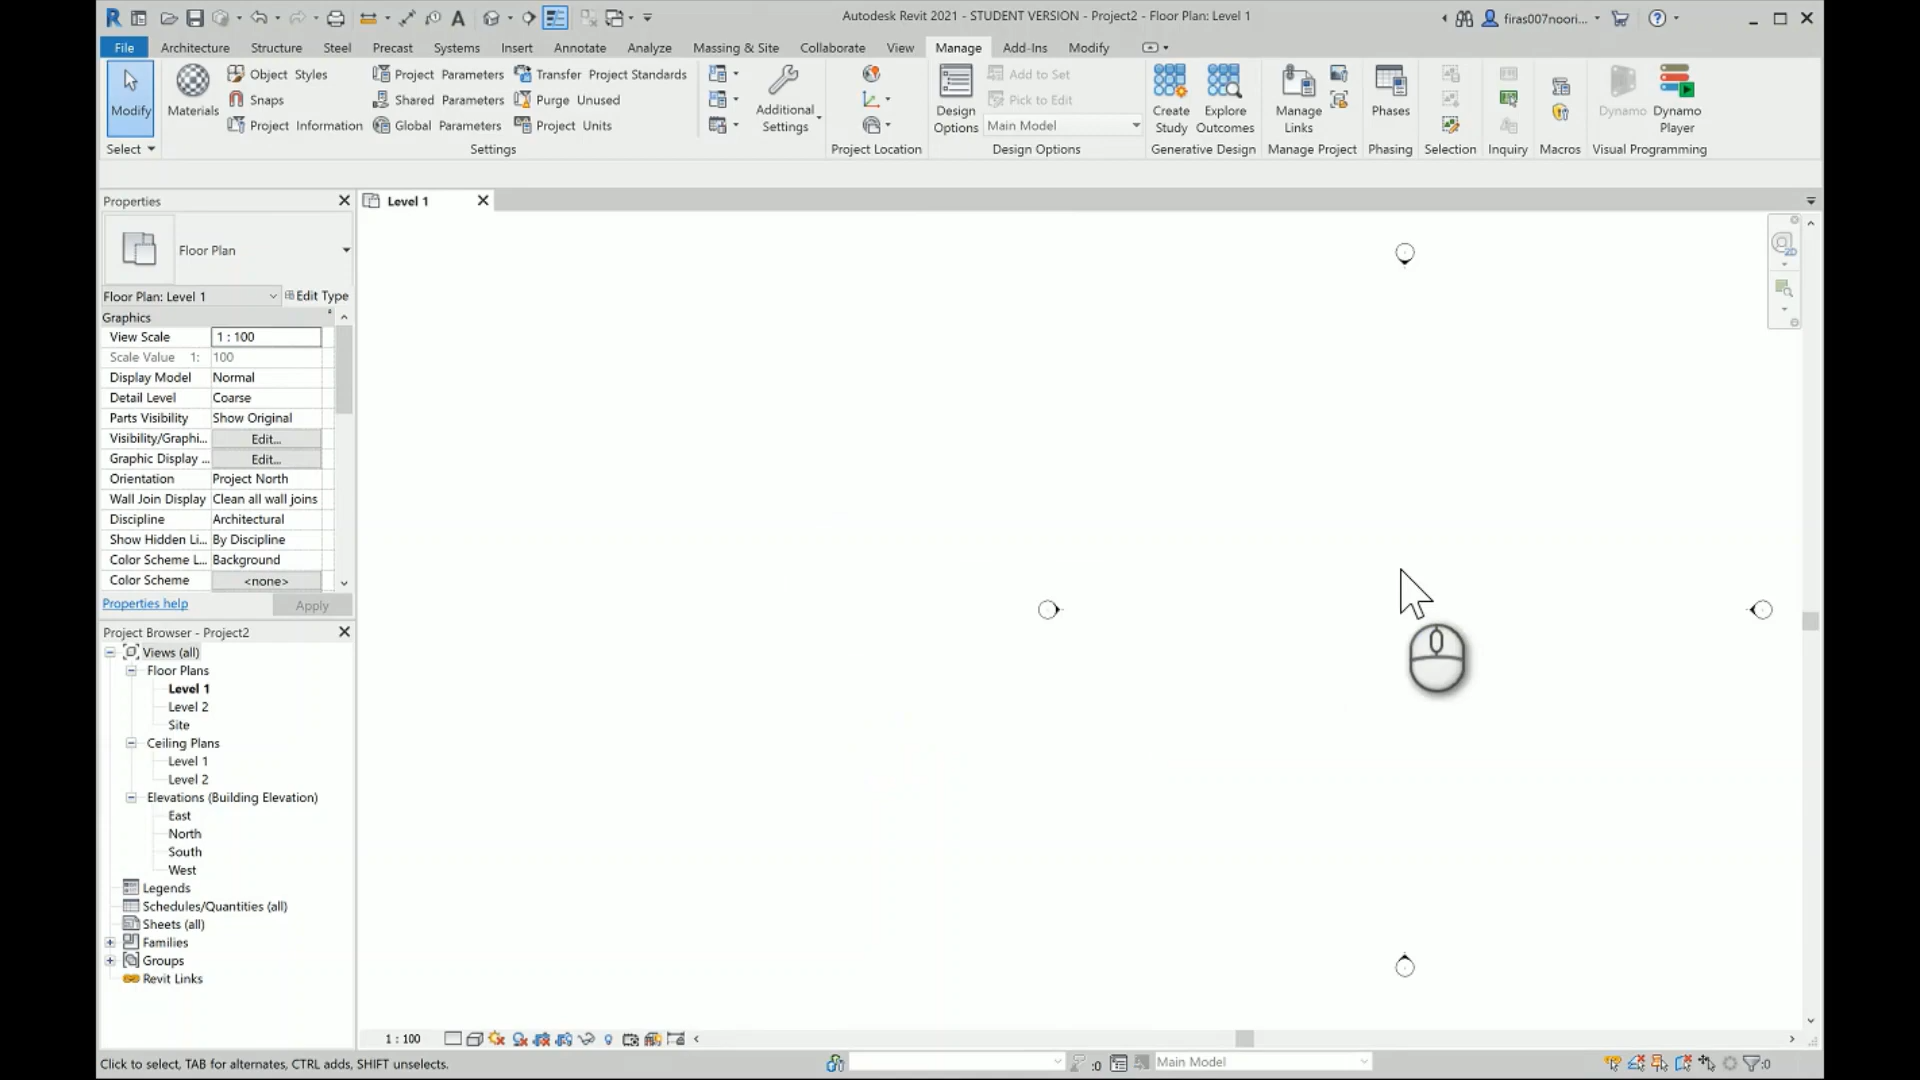 Autodesk Revit 2021 - STUDENT VERSION - Project2 - Floor Plan: Level 1
firas007noori...
File Architecture Structure Steel Precast Systems Insert Annotate Analyze Massing & Site Collaborate View Manage Add-Ins Modify
Modify
Materials
Object Styles
Snaps
Project Information
Project Parameters
Shared Parameters
Global Parameters
Transfer Project Standards
Purge Unused
Project Units
Additional
Settings
Design
Options
Add to Set
Pick to Edit
Main Model
Create
Study
Explore
Outcomes
Manage
Links
Phases
Dynamo
Dynamo
Player
Select
Settings
Project Location
Design Options
Generative Design
Manage Project
Phasing
Selection
Inquiry
Macros
Visual Programming
Properties
Level 1
Floor Plan
Floor Plan: Level 1
Edit Type
Graphics
View Scale 1 : 100
Scale Value 1: 100
Display Model Normal
Detail Level Coarse
Parts Visibility Show Original
Visibility/Graphi... Edit...
Graphic Display ... Edit...
Orientation Project North
Wall Join Display Clean all wall joins
Discipline Architectural
Show Hidden Li... By Discipline
Color Scheme L... Background
Color Scheme <none>
Properties help
Apply
Project Browser - Project2
Views (all)
Floor Plans
Level 1
Level 2
Site
Ceiling Plans
Level 1
Level 2
Elevations (Building Elevation)
East
North
South
West
Legends
Schedules/Quantities (all)
Sheets (all)
Families
Groups
Revit Links
1 : 100
Click to select, TAB for alternates, CTRL adds, SHIFT unselects.
:0
Main Model
:0
2D